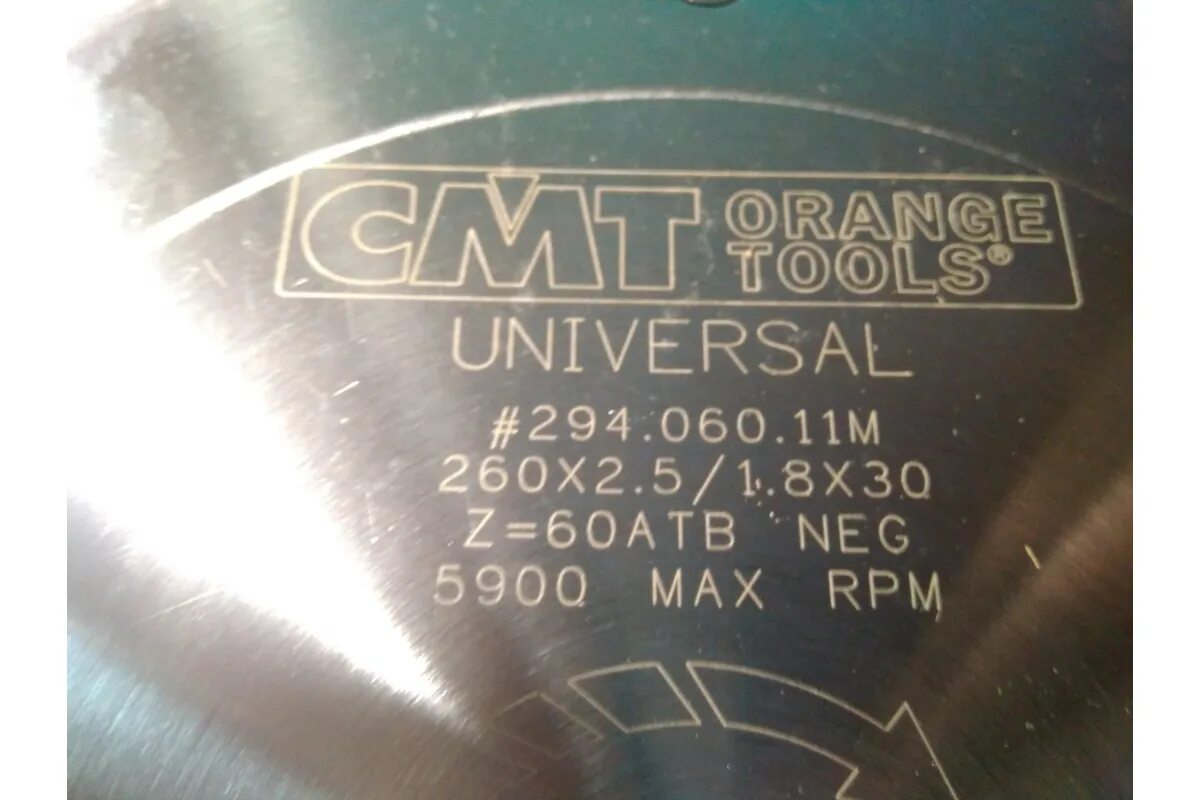 CMT ORANGE TOOLS®
UNIVERSAL
#294.060.11M
260X2.5/1.8X30
Z=60ATB NEG
5900 MAX RPM